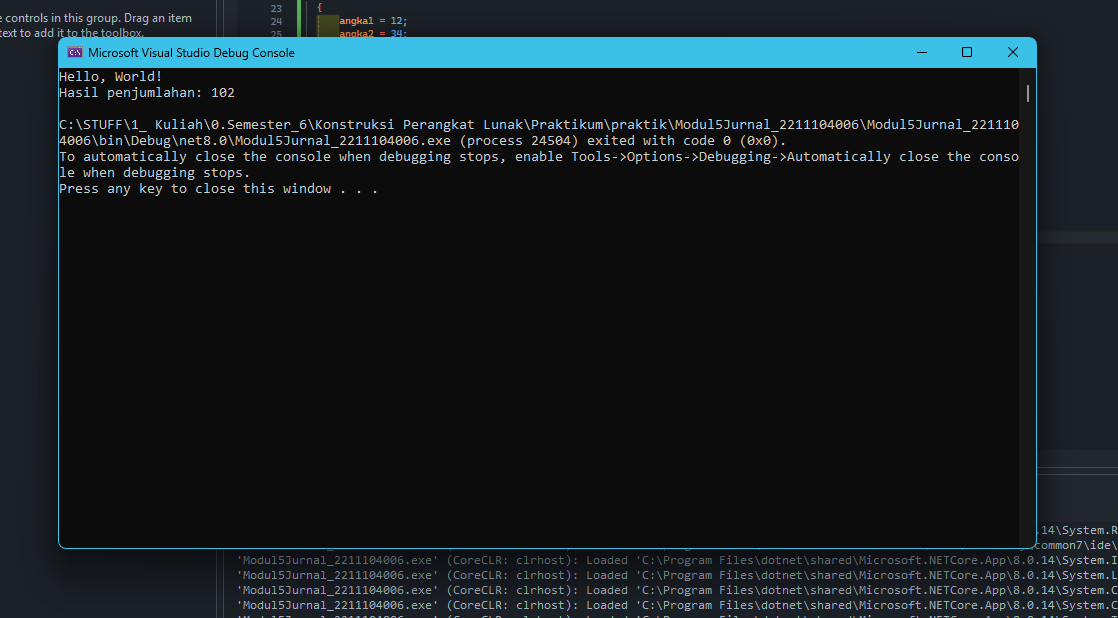 e controls in this group. Drag an item
ext to add it to the toolbox.
23 {
24 angka1 = 12;
25 angka2 = 34;
Microsoft Visual Studio Debug Console
Hello, World!
Hasil penjumlahan: 102
C:\STUFF\1_ Kuliah\0.Semester_6\Konstruksi Perangkat Lunak\Praktikum\praktik\Modul5Jurnal_2211104006\Modul5Jurnal_221110
4006\bin\Debug\net8.0\Modul5Jurnal_2211104006.exe (process 24504) exited with code 0 (0x0).
To automatically close the console when debugging stops, enable Tools->Options->Debugging->Automatically close the conso
le when debugging stops.
Press any key to close this window . . .
.14\System.R
common7\ide\
'Modul5Jurnal_2211104006.exe' (CoreCLR: clrhost): Loaded 'C:\Program Files\dotnet\shared\Microsoft.NETCore.App\8.0.14\System.I
'Modul5Jurnal_2211104006.exe' (CoreCLR: clrhost): Loaded 'C:\Program Files\dotnet\shared\Microsoft.NETCore.App\8.0.14\System.L
'Modul5Jurnal_2211104006.exe' (CoreCLR: clrhost): Loaded 'C:\Program Files\dotnet\shared\Microsoft.NETCore.App\8.0.14\System.C
'Modul5Jurnal_2211104006.exe' (CoreCLR: clrhost): Loaded 'C:\Program Files\dotnet\shared\Microsoft.NETCore.App\8.0.14\System.C